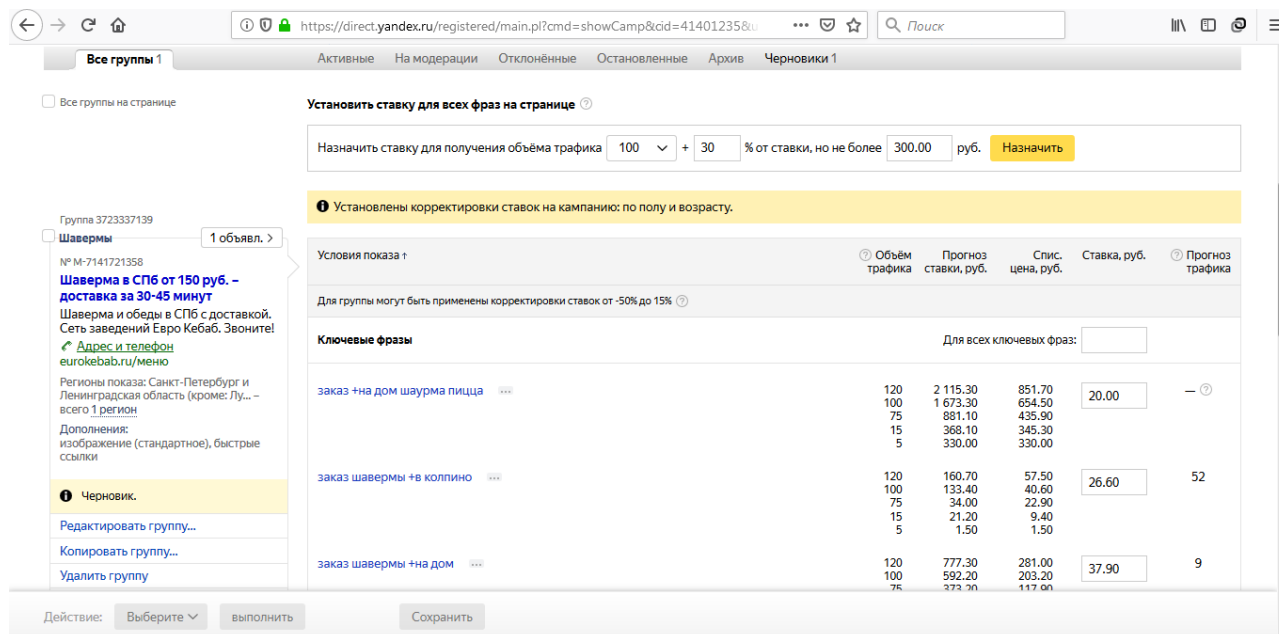 https://direct.yandex.ru/registered/main.pl?cmd=showCamp&cid=41401235&u
Поиск
Все группы 1
Активные На модерации Отклонённые Остановленные Архив Черновики 1
Все группы на странице
Установить ставку для всех фраз на странице ?
Назначить ставку для получения объёма трафика 100 + 30 % от ставки, но не более 300.00 руб. Назначить
Установлены корректировки ставок на кампанию: по полу и возрасту.
Группа 3723337139
Шавермы
1 объявл. >
№ М-7141721358
Шаверма в СПб от 150 руб. –
доставка за 30-45 минут
Шаверма и обеды в СПб с доставкой.
Сеть заведений Евро Кебаб. Звоните!
Адрес и телефон
eurokebab.ru/меню
Регионы показа: Санкт-Петербург и
Ленинградская область (кроме: Лу... –
всего 1 регион
Дополнения:
изображение (стандартное), быстрые
ссылки
Черновик.
Редактировать группу...
Копировать группу...
Удалить группу
Условия показа ↑
? Объём
трафика
Прогноз
ставки, руб.
Спис.
цена, руб.
Ставка, руб.
? Прогноз
трафика
Для группы могут быть применены корректировки ставок от -50% до 15% ?
Ключевые фразы
Для всех ключевых фраз:
заказ +на дом шаурма пицца ...
120 2 115.30 851.70
100 1 673.30 654.50
75 881.10 435.90
15 368.10 345.30
5 330.00 330.00
20.00
— ?
заказ шавермы +в колпино ...
120 160.70 57.50
100 133.40 40.60
75 34.00 22.90
15 21.20 9.40
5 1.50 1.50
26.60
52
заказ шавермы +на дом ...
120 777.30 281.00
100 592.20 203.20
75 373.20 117.90
37.90
9
Действие: Выберите выполнить Сохранить